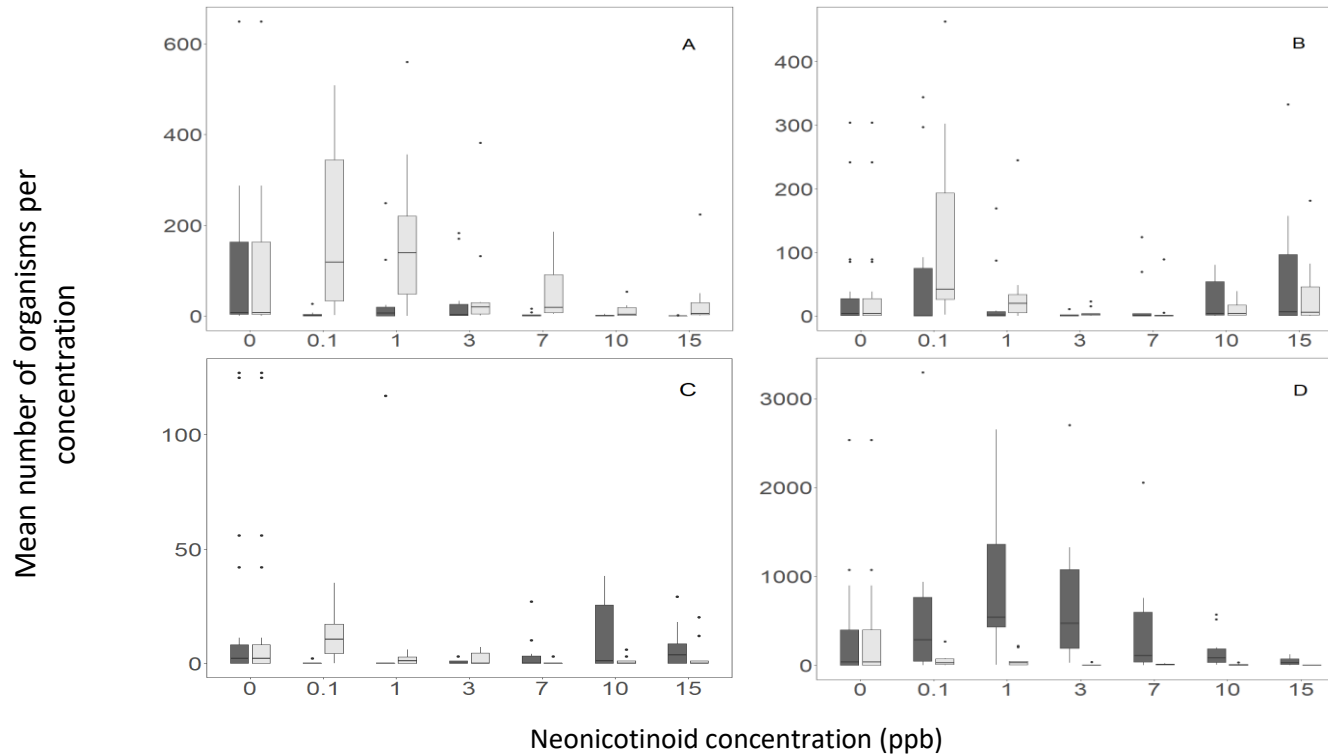 Mean number of organisms per
concentration
A
600
400
200
0
0 0.1 1 3 7 10 15
B
400
300
200
100
0
0 0.1 1 3 7 10 15
C
100
50
0
0 0.1 1 3 7 10 15
D
3000
2000
1000
0
0 0.1 1 3 7 10 15
Neonicotinoid concentration (ppb)